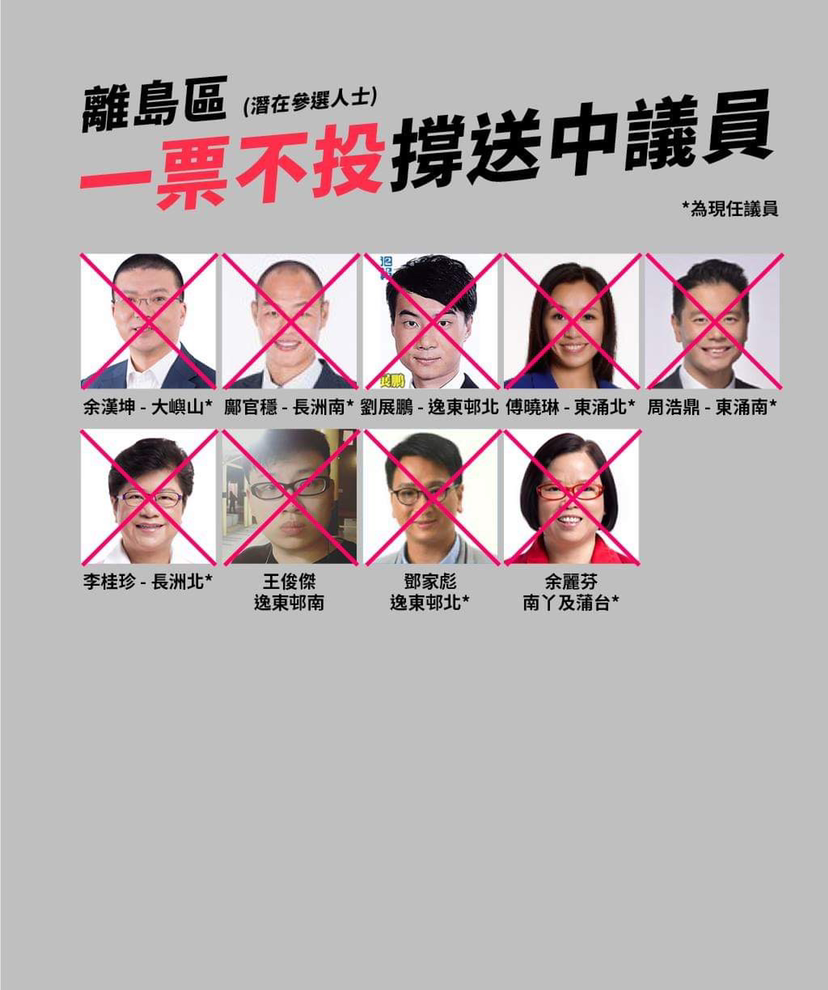 離島區 (潛在參選人士)
一票不投撐送中議員
*為現任議員
余漢坤 - 大嶼山* 鄺官穩 - 長洲南* 劉展鵬 - 逸東邨北 傅曉琳 - 東涌北* 周浩鼎 - 東涌南*
李桂珍 - 長洲北* 王俊傑 鄧家彪 余麗芬
逸東邨南 逸東邨北* 南丫及蒲台*